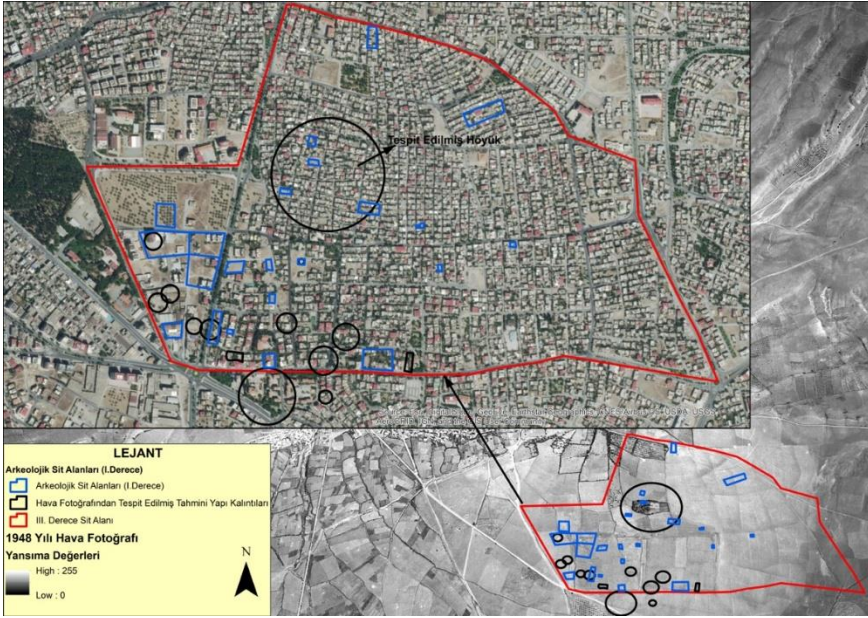 Tespit Edilmiş Höyük
LEJANT
Arkeolojik Sit Alanları (I.Derece)
Arkeolojik Sit Alanları (I.Derece)
Hava Fotoğrafından Tespit Edilmiş Tahmini Yapı Kalıntıları
III. Derece Sit Alanı
1948 Yılı Hava Fotoğrafı
Yansıma Değerleri
High : 255
Low : 0
N